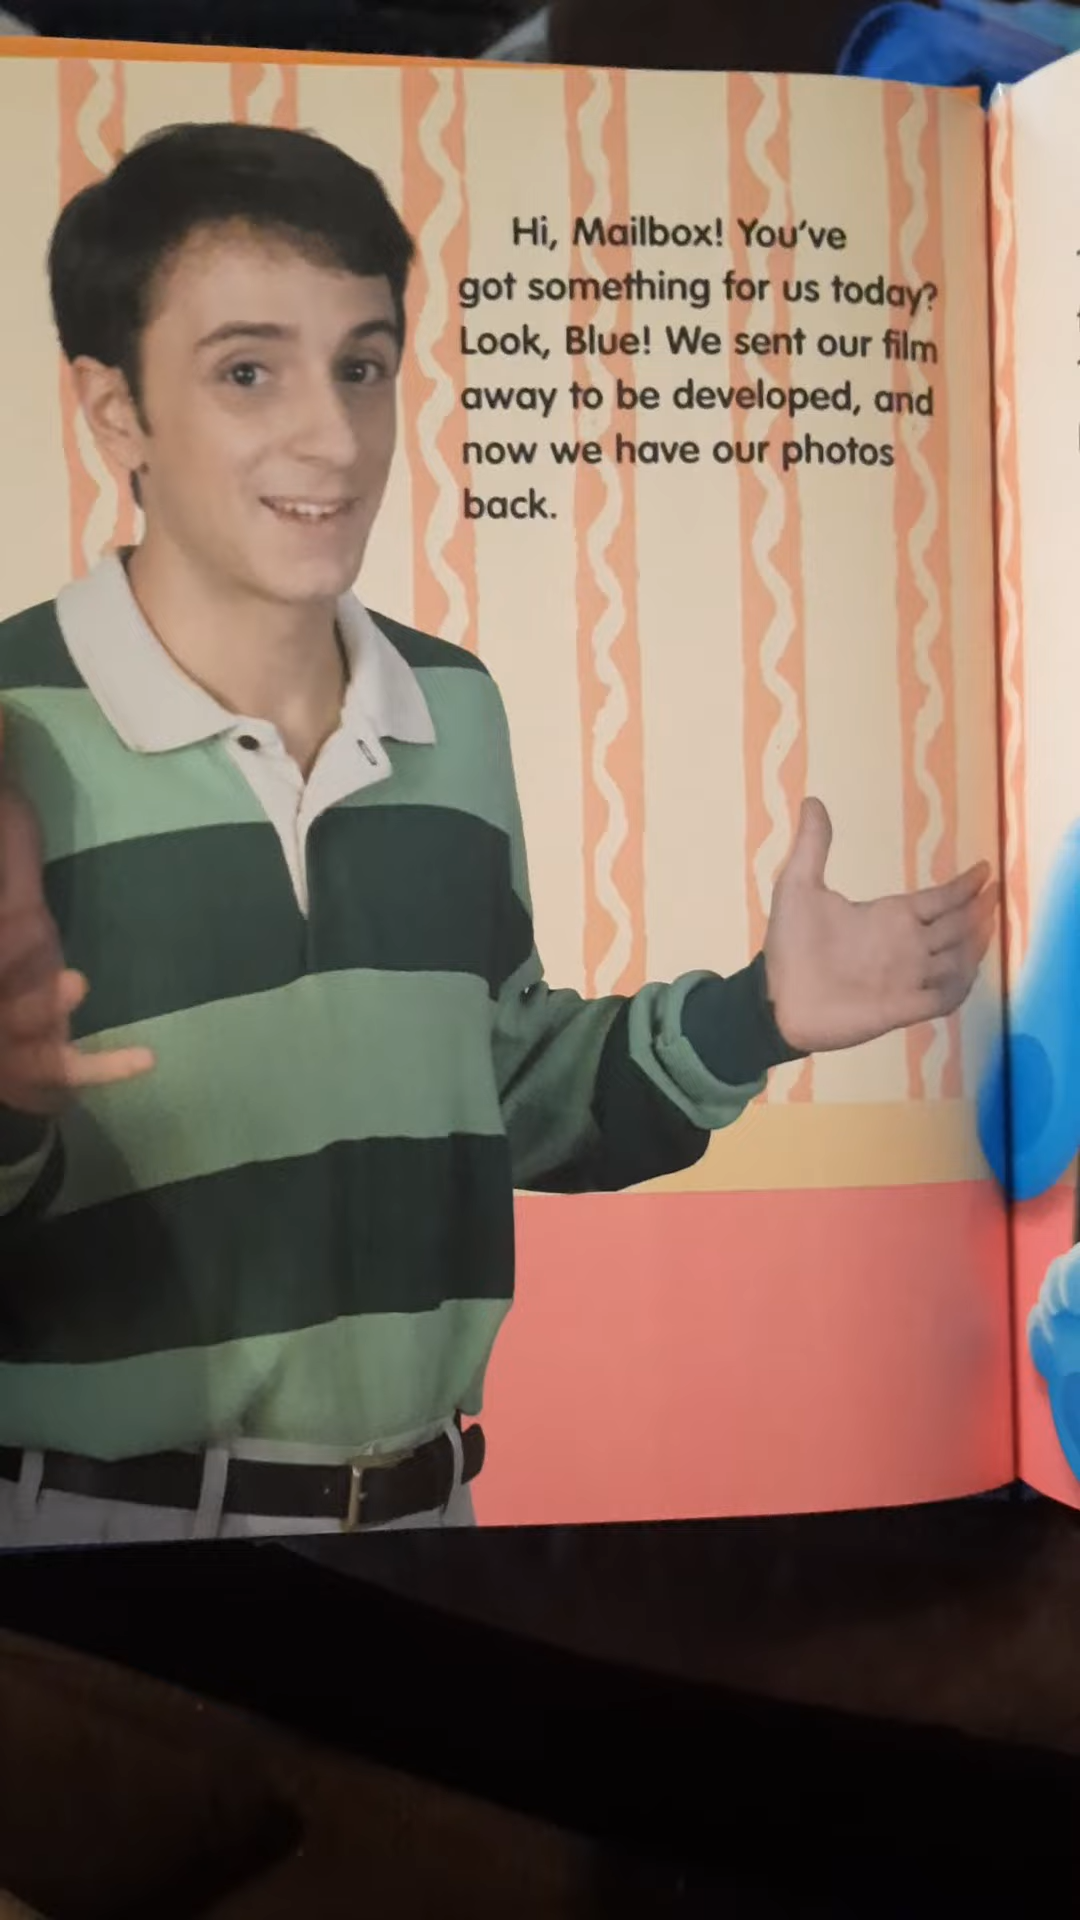 Hi, Mailbox! You've
got something for us today?
Look, Blue! We sent our film
away to be developed, and
now we have our photos
back.